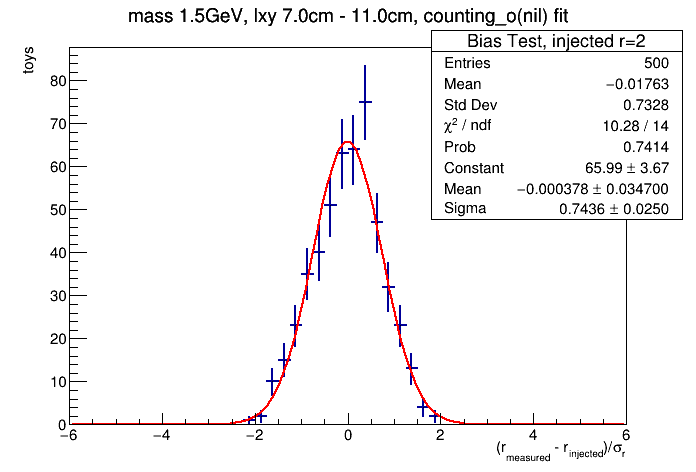 mass 1.5GeV, lxy 7.0cm - 11.0cm, counting_o(nil) fit
toys
Bias Test, injected r=2
Entries 500
Mean −0.01763
Std Dev 0.7328
χ² / ndf 10.28 / 14
Prob 0.7414
Constant 65.99 ± 3.67
Mean −0.000378 ± 0.034700
Sigma 0.7436 ± 0.0250
80
70
60
50
40
30
20
10
0
−6 −4 −2 0 2 4 6
(r_measured - r_injected)/σ_r